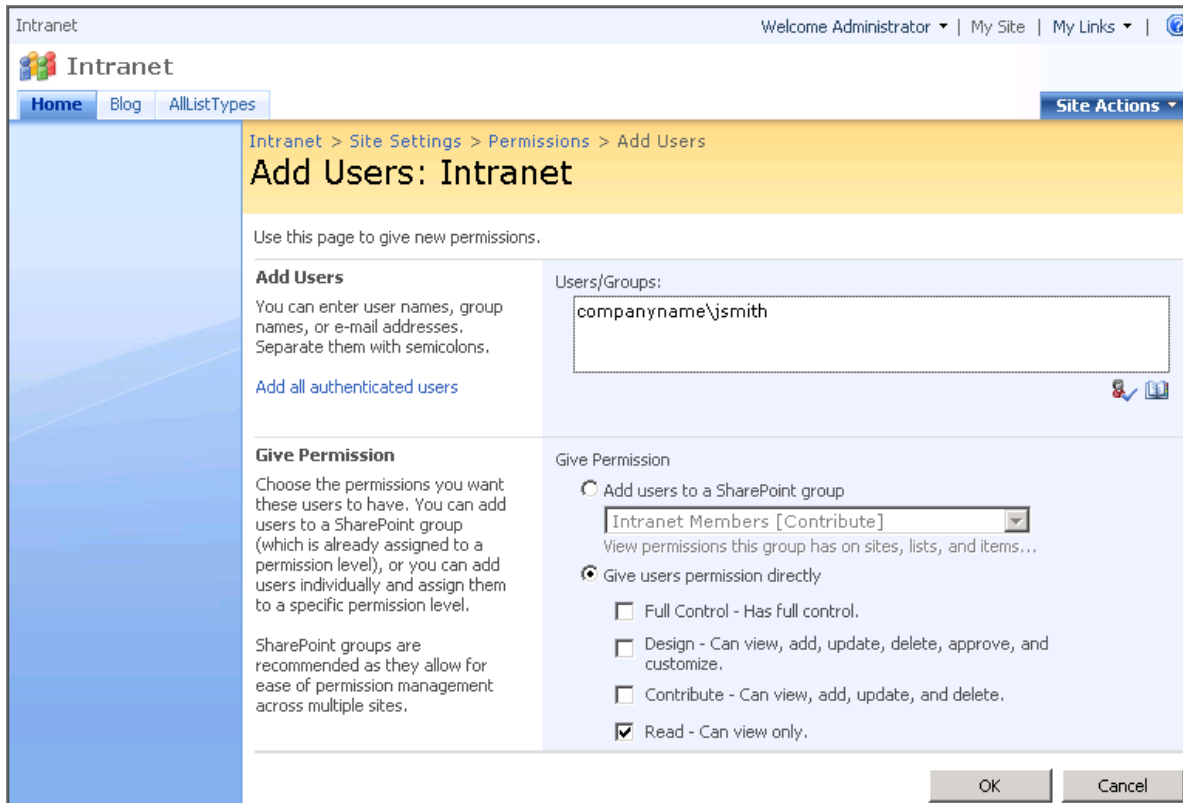 Intranet
Welcome Administrator | My Site | My Links |
Intranet
Home Blog AllListTypes
Site Actions
Intranet > Site Settings > Permissions > Add Users
Add Users: Intranet
Use this page to give new permissions.
Add Users
You can enter user names, group
names, or e-mail addresses.
Separate them with semicolons.
Add all authenticated users
Users/Groups:
companyname\jsmith
Give Permission
Choose the permissions you want
these users to have. You can add
users to a SharePoint group
(which is already assigned to a
permission level), or you can add
users individually and assign them
to a specific permission level.
SharePoint groups are
recommended as they allow for
ease of permission management
across multiple sites.
Give Permission
Add users to a SharePoint group
Intranet Members [Contribute]
View permissions this group has on sites, lists, and items...
Give users permission directly
Full Control - Has full control.
Design - Can view, add, update, delete, approve, and
customize.
Contribute - Can view, add, update, and delete.
Read - Can view only.
OK
Cancel